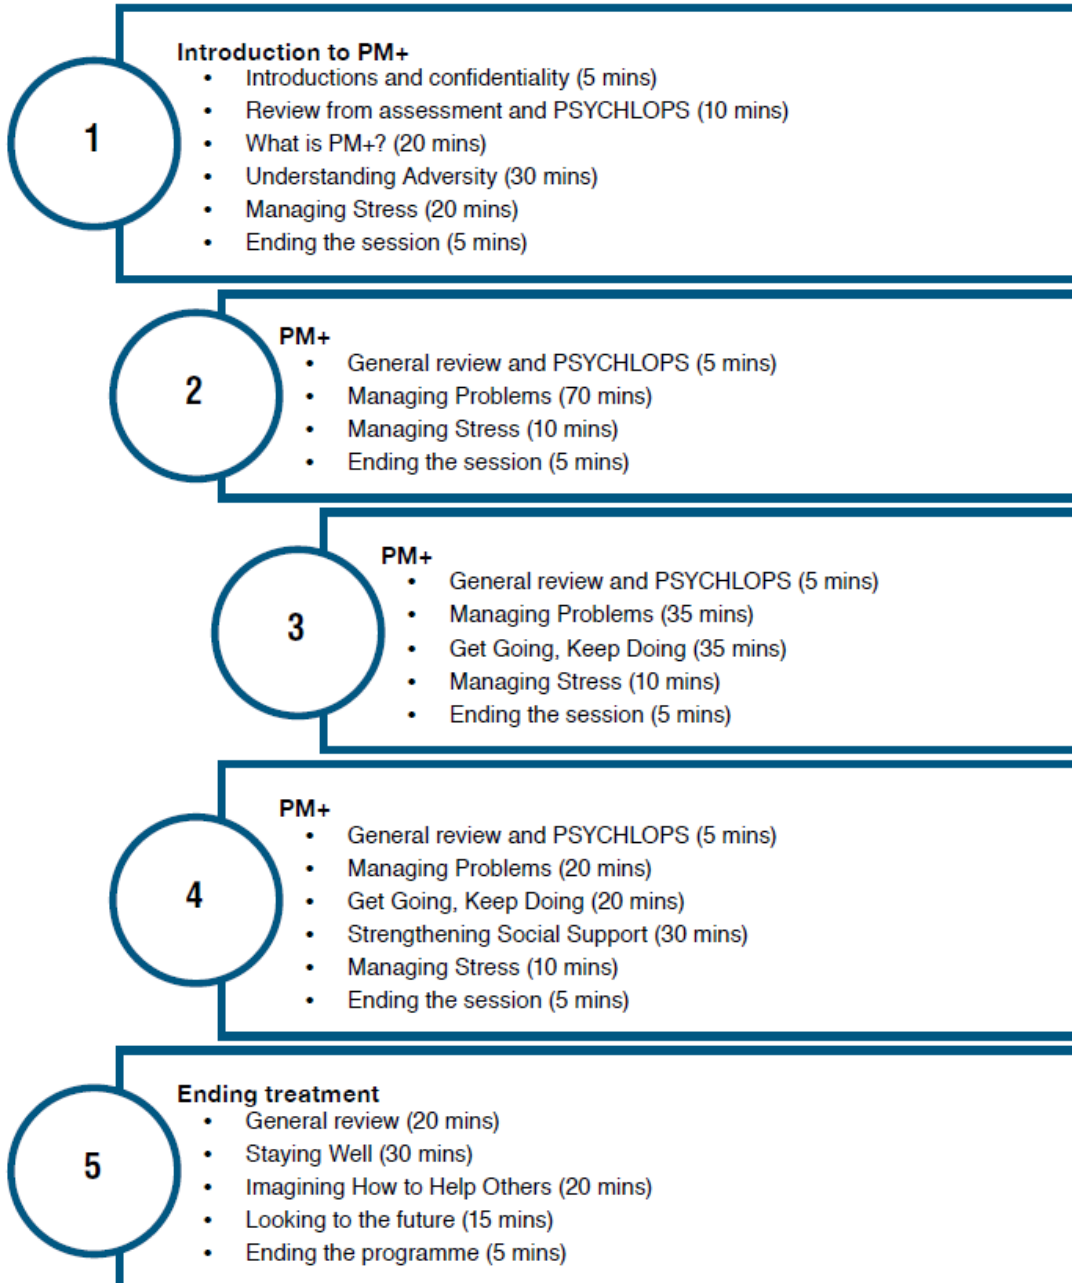 1
Introduction to PM+
• Introductions and confidentiality (5 mins)
• Review from assessment and PSYCHLOPS (10 mins)
• What is PM+? (20 mins)
• Understanding Adversity (30 mins)
• Managing Stress (20 mins)
• Ending the session (5 mins)
2
PM+
• General review and PSYCHLOPS (5 mins)
• Managing Problems (70 mins)
• Managing Stress (10 mins)
• Ending the session (5 mins)
3
PM+
• General review and PSYCHLOPS (5 mins)
• Managing Problems (35 mins)
• Get Going, Keep Doing (35 mins)
• Managing Stress (10 mins)
• Ending the session (5 mins)
4
PM+
• General review and PSYCHLOPS (5 mins)
• Managing Problems (20 mins)
• Get Going, Keep Doing (20 mins)
• Strengthening Social Support (30 mins)
• Managing Stress (10 mins)
• Ending the session (5 mins)
5
Ending treatment
• General review (20 mins)
• Staying Well (30 mins)
• Imagining How to Help Others (20 mins)
• Looking to the future (15 mins)
• Ending the programme (5 mins)